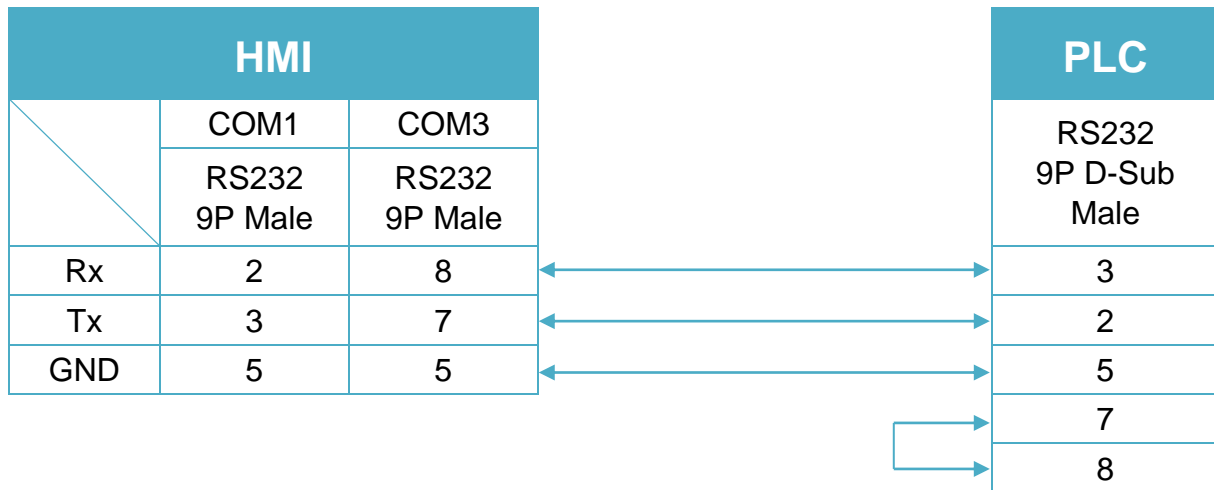 HMI PLC
COM1 COM3
RS232
9P Male
RS232
9P Male
RS232
9P D-Sub
Male
Rx 2 8 3
Tx 3 7 2
GND 5 5 5
7
8